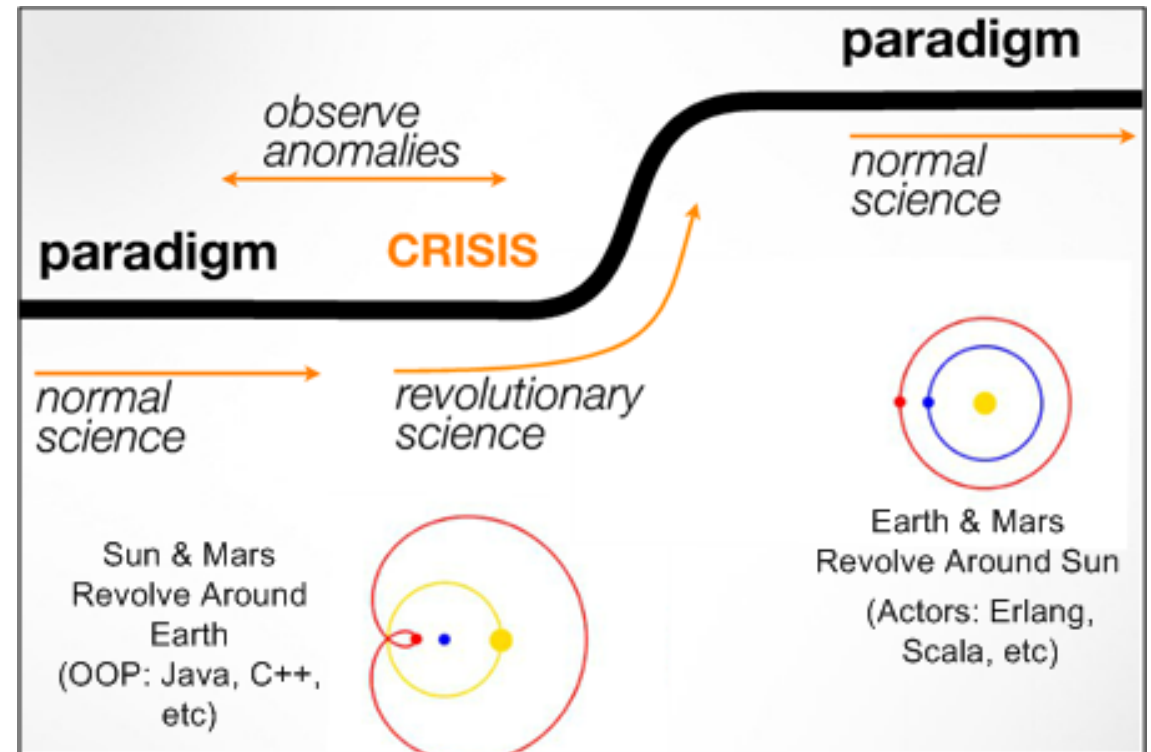 paradigm
observe
anomalies
normal
science
paradigm
CRISIS
normal
science
revolutionary
science
Earth & Mars
Revolve Around Sun
(Actors: Erlang,
Scala, etc)
Sun & Mars
Revolve Around
Earth
(OOP: Java, C++,
etc)